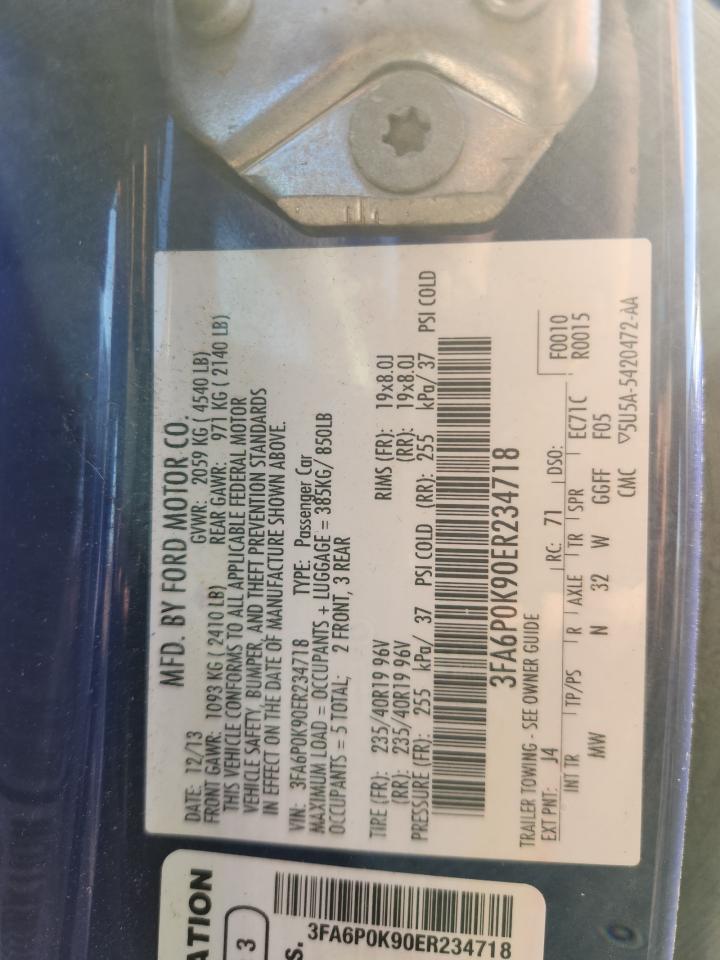 MFD. BY FORD MOTOR CO.
DATE: 12/13 GVWR: 2059 KG ( 4540 LB)
FRONT GAWR: 1093 KG ( 2410 LB) REAR GAWR: 971 KG ( 2140 LB)
THIS VEHICLE CONFORMS TO ALL APPLICABLE FEDERAL MOTOR
VEHICLE SAFETY, BUMPER, AND THEFT PREVENTION STANDARDS
IN EFFECT ON THE DATE OF MANUFACTURE SHOWN ABOVE.
VIN: 3FA6P0K90ER234718 TYPE: Passenger Car
MAXIMUM LOAD = OCCUPANTS + LUGGAGE = 385KG/ 850LB
OCCUPANTS = 5 TOTAL; 2 FRONT, 3 REAR
TIRE (FR): 235/40R19 96V RIMS (FR): 19x8.0J
(RR): 235/40R19 96V (RR): 19x8.0J
PRESSURE (FR): 255 kPa/ 37 PSI COLD (RR): 255 kPa/ 37 PSI COLD
3FA6P0K90ER234718
TRAILER TOWING - SEE OWNER GUIDE
F0010
EXT PNT: J4 RC: 71 DSO: R0015
INT TR TP/PS R AXLE TR SPR EC71C
MW N 32 W GGFF F05
CMC ▽5U5A-5420472-AA
ATION
3
S.
3FA6P0K90ER234718